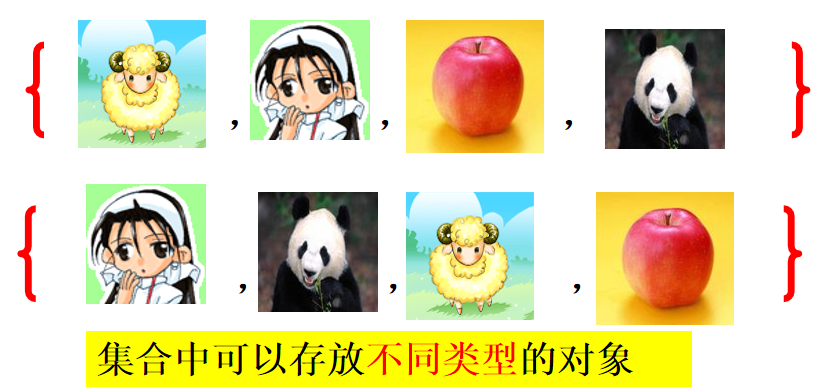 { , , , }
{ , , , }
集合中可以存放不同类型的对象